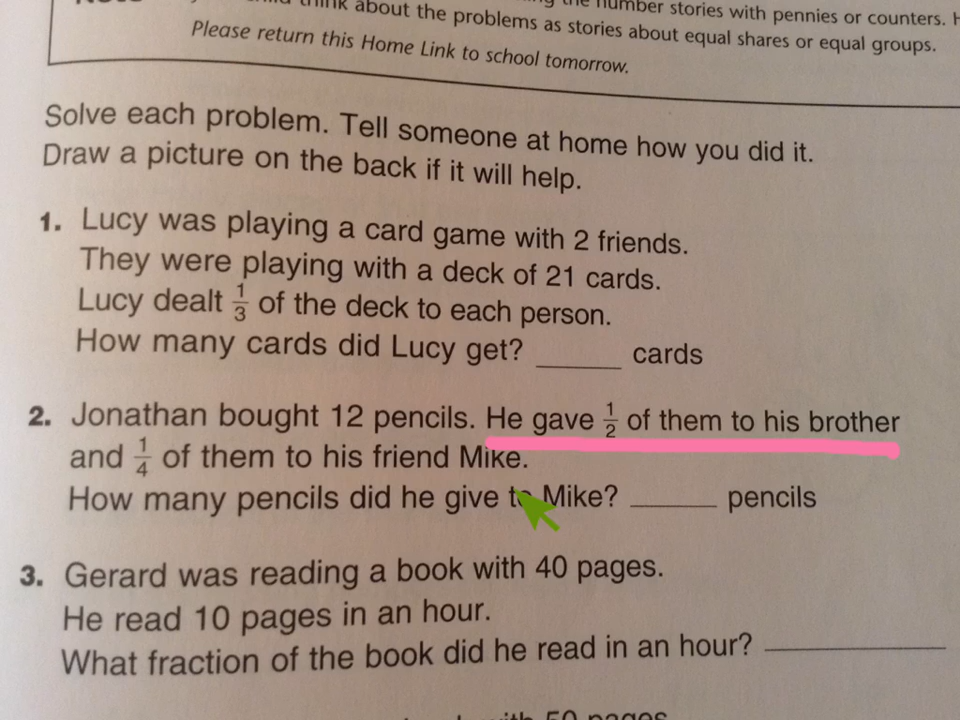 think about the problems as stories about equal shares or equal groups.
the number stories with pennies or counters.
Please return this Home Link to school tomorrow.
Solve each problem. Tell someone at home how you did it.
Draw a picture on the back if it will help.
1. Lucy was playing a card game with 2 friends.
They were playing with a deck of 21 cards.
Lucy dealt 1/3 of the deck to each person.
How many cards did Lucy get? ______ cards
2. Jonathan bought 12 pencils. He gave 1/2 of them to his brother
and 1/4 of them to his friend Mike.
How many pencils did he give to Mike? ______ pencils
3. Gerard was reading a book with 40 pages.
He read 10 pages in an hour.
What fraction of the book did he read in an hour? ____________
with 50 pages